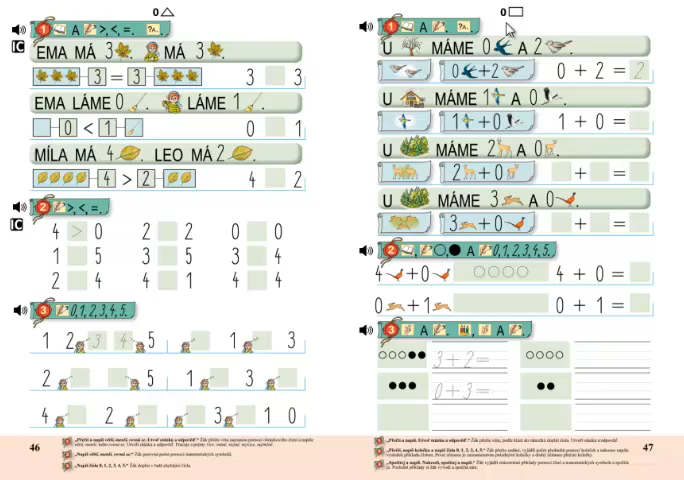 0
1 A >, <, =. ?A.
EMA MÁ 3 . MÁ 3 .
3 = 3 3 3
EMA LÁME 0 . LÁME 1 .
0 < 1 0 1
MÍLA MÁ 4 . LEO MÁ 2 .
4 > 2 4 2
2 >, <, =.
4 > 0 2 2 0 0
1 5 3 5 3 4
2 4 4 1 4 4
3 0, 1, 2, 3, 4, 5.
1 2 3 4 5 1 3
2 5 1 3
4 2 3 1 0
46
0
1 A . ?A.
U MÁME 0 A 2 .
0 +2 0 + 2 = 2
U MÁME 1 A 0 .
1 +0 1 + 0 =
U MÁME 2 A 0 .
2 +0 + =
U MÁME 3 A 0 .
3 +0 + =
2 , , A 0, 1, 2, 3, 4, 5.
4 +0 4 + 0 =
0 +1 0 + 1 =
3 A . , A .
3+2=
0+3=
47